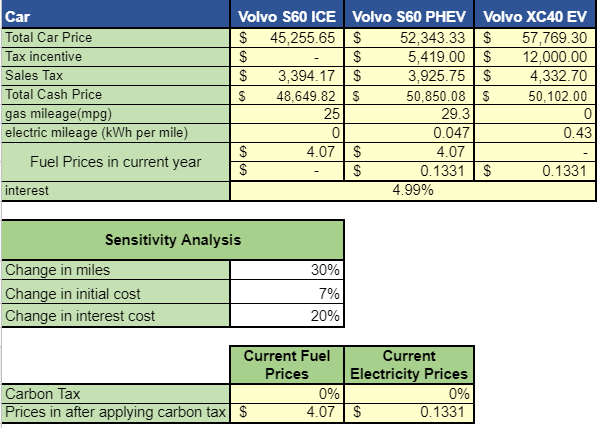 Car Volvo S60 ICE Volvo S60 PHEV Volvo XC40 EV
Total Car Price $ 45,255.65 $ 52,343.33 $ 57,769.30
Tax incentive $ - $ 5,419.00 $ 12,000.00
Sales Tax $ 3,394.17 $ 3,925.75 $ 4,332.70
Total Cash Price $ 48,649.82 $ 50,850.08 $ 50,102.00
gas mileage(mpg) 25 29.3 0
electric mileage (kWh per mile) 0 0.047 0.43
Fuel Prices in current year $ 4.07 $ 4.07 -
$ - $ 0.1331 $ 0.1331
interest 4.99%
Sensitivity Analysis
Change in miles 30%
Change in initial cost 7%
Change in interest cost 20%
Current Fuel Prices Current Electricity Prices
Carbon Tax 0% 0%
Prices in after applying carbon tax $ 4.07 $ 0.1331